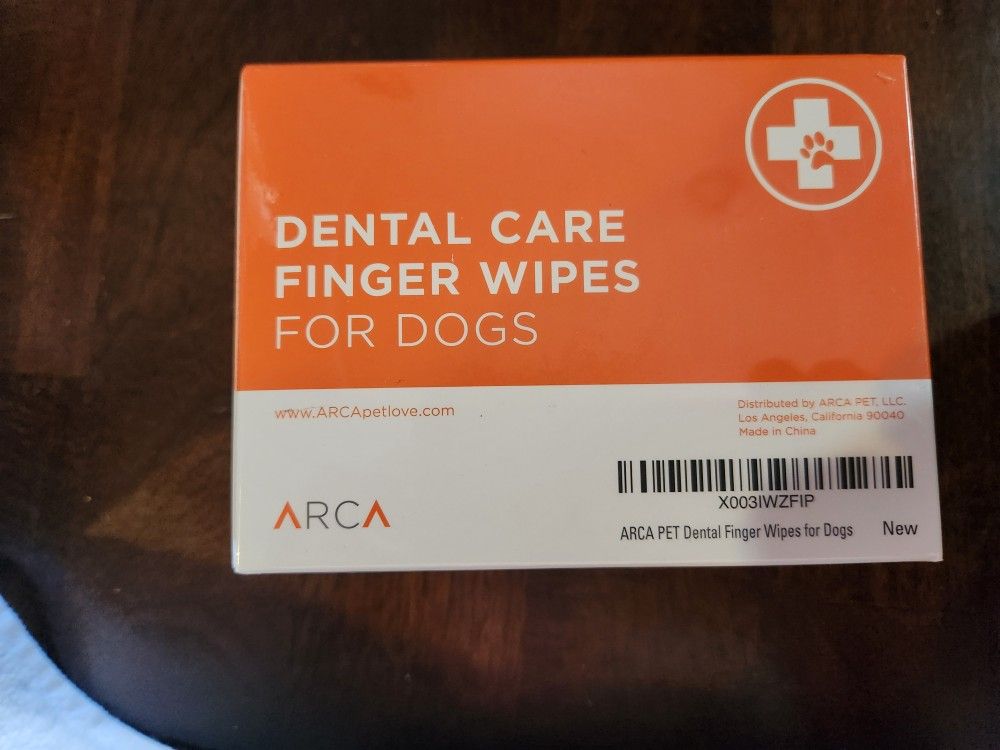 DENTAL CARE
FINGER WIPES
FOR DOGS
www.ARCApetlove.com
Distributed by ARCA PET, LLC.
Los Angeles, California 90040
Made in China
X003IWZFIP
ARCA
ARCA PET Dental Finger Wipes for Dogs New